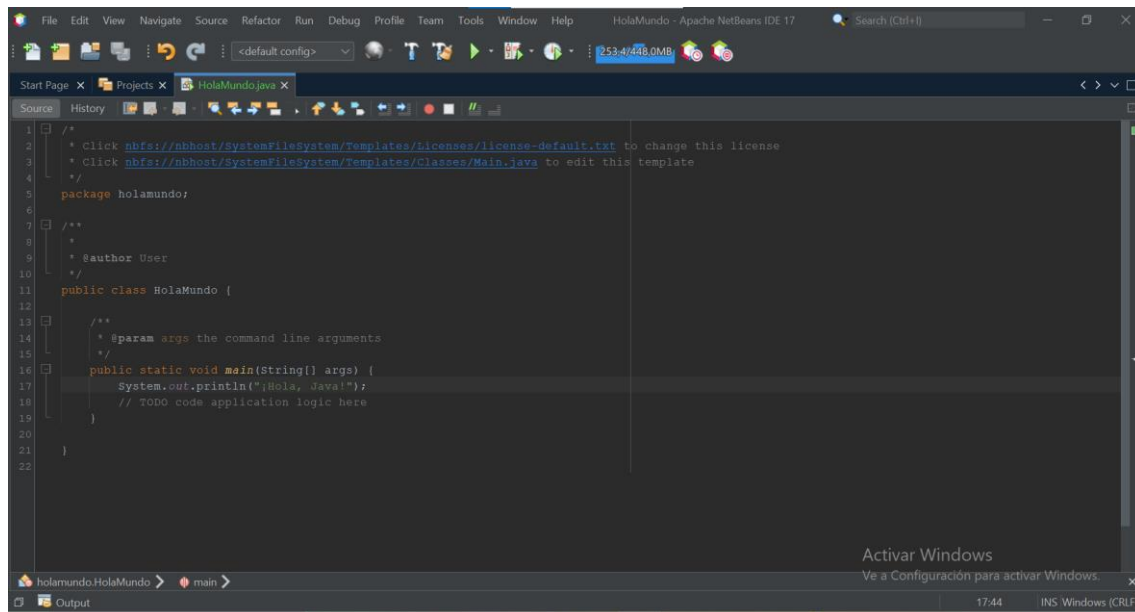 File Edit View Navigate Source Refactor Run Debug Profile Team Tools Window Help HolaMundo - Apache NetBeans IDE 17 Search (Ctrl+I)
<default config> 253,4/448,0MB
Start Page Projects HolaMundo.java
Source History
1 /*
2 * Click nbfs://nbhost/SystemFileSystem/Templates/Licenses/license-default.txt to change this license
3 * Click nbfs://nbhost/SystemFileSystem/Templates/Classes/Main.java to edit this template
4 */
5 package holamundo;
6
7 /**
8 *
9 * @author User
10 */
11 public class HolaMundo {
12
13 /**
14 * @param args the command line arguments
15 */
16 public static void main(String[] args) {
17 System.out.println("¡Hola, Java!");
18 // TODO code application logic here
19 }
20
21 }
22
Activar Windows
Ve a Configuración para activar Windows.
holamundo.HolaMundo main
Output 17:44 INS Windows (CRLF